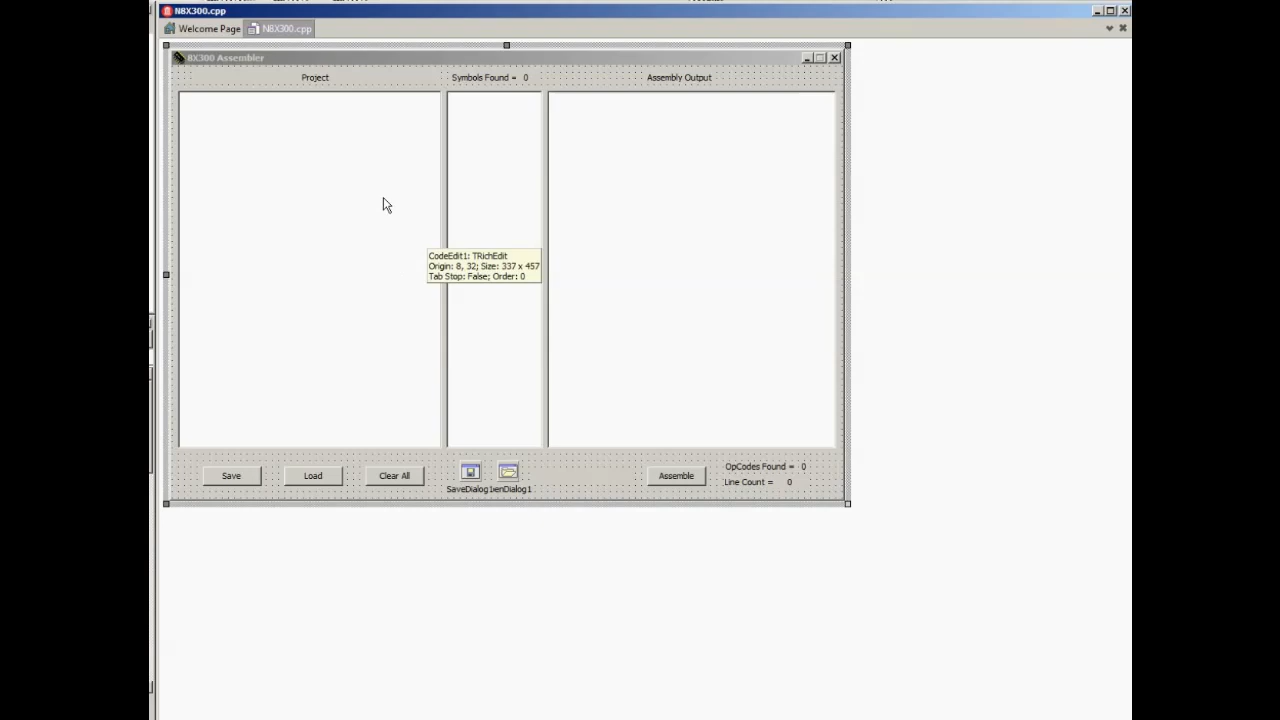 N8X300.cpp
Welcome Page
N8X300.cpp
8X300 Assembler
Project
Symbols Found = 0
Assembly Output
CodeEdit1: TRichEdit
Origin: 8, 32; Size: 337 x 457
Tab Stop: False; Order: 0
Save
Load
Clear All
Assemble
OpCodes Found = 0
Line Count = 0
SaveDialog1enDialog1